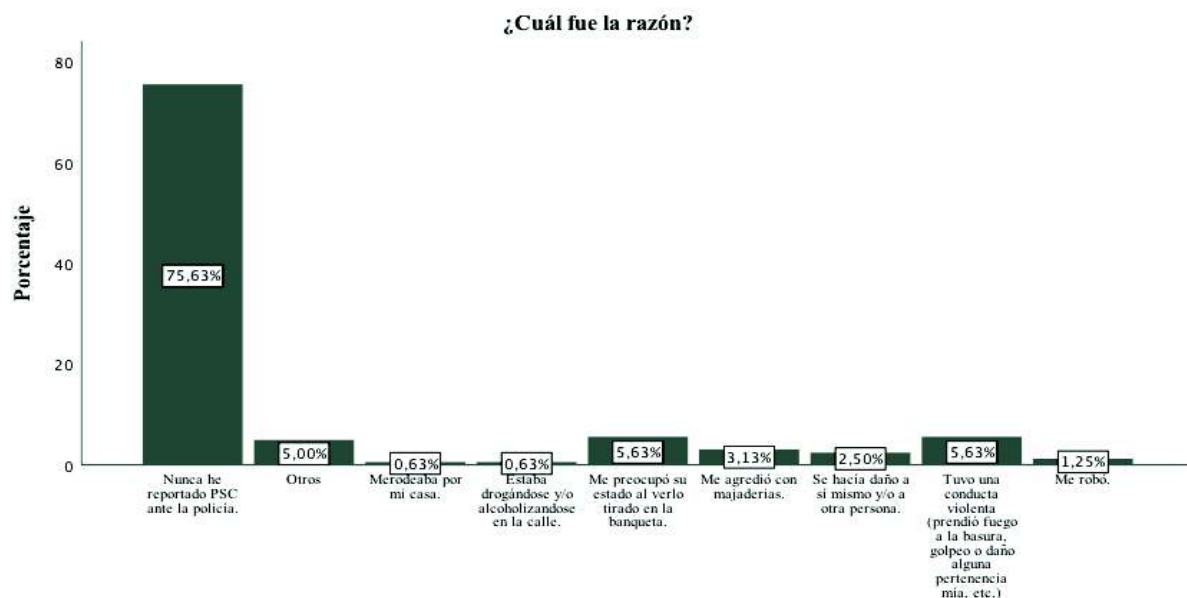 ¿Cuál fue la razón?
Porcentaje
80
60
40
20
0
75,63%
5,00%
0,63%
0,63%
5,63%
3,13%
2,50%
5,63%
1,25%
Nunca he
reportado PSC
ante la policía.
Otros
Merodeaba por
mi casa.
Estaba
drogándose y/o
alcoholizandose
en la calle.
Me preocupó su
estado al verlo
tirado en la
banqueta.
Me agredió con
majaderías.
Se hacía daño a
si mismo y/o a
otra persona.
Tuvo una
conducta
violenta
(prendió fuego
a la basura,
golpeo o daño
alguna
pertenencia
mía, etc.)
Me robó.